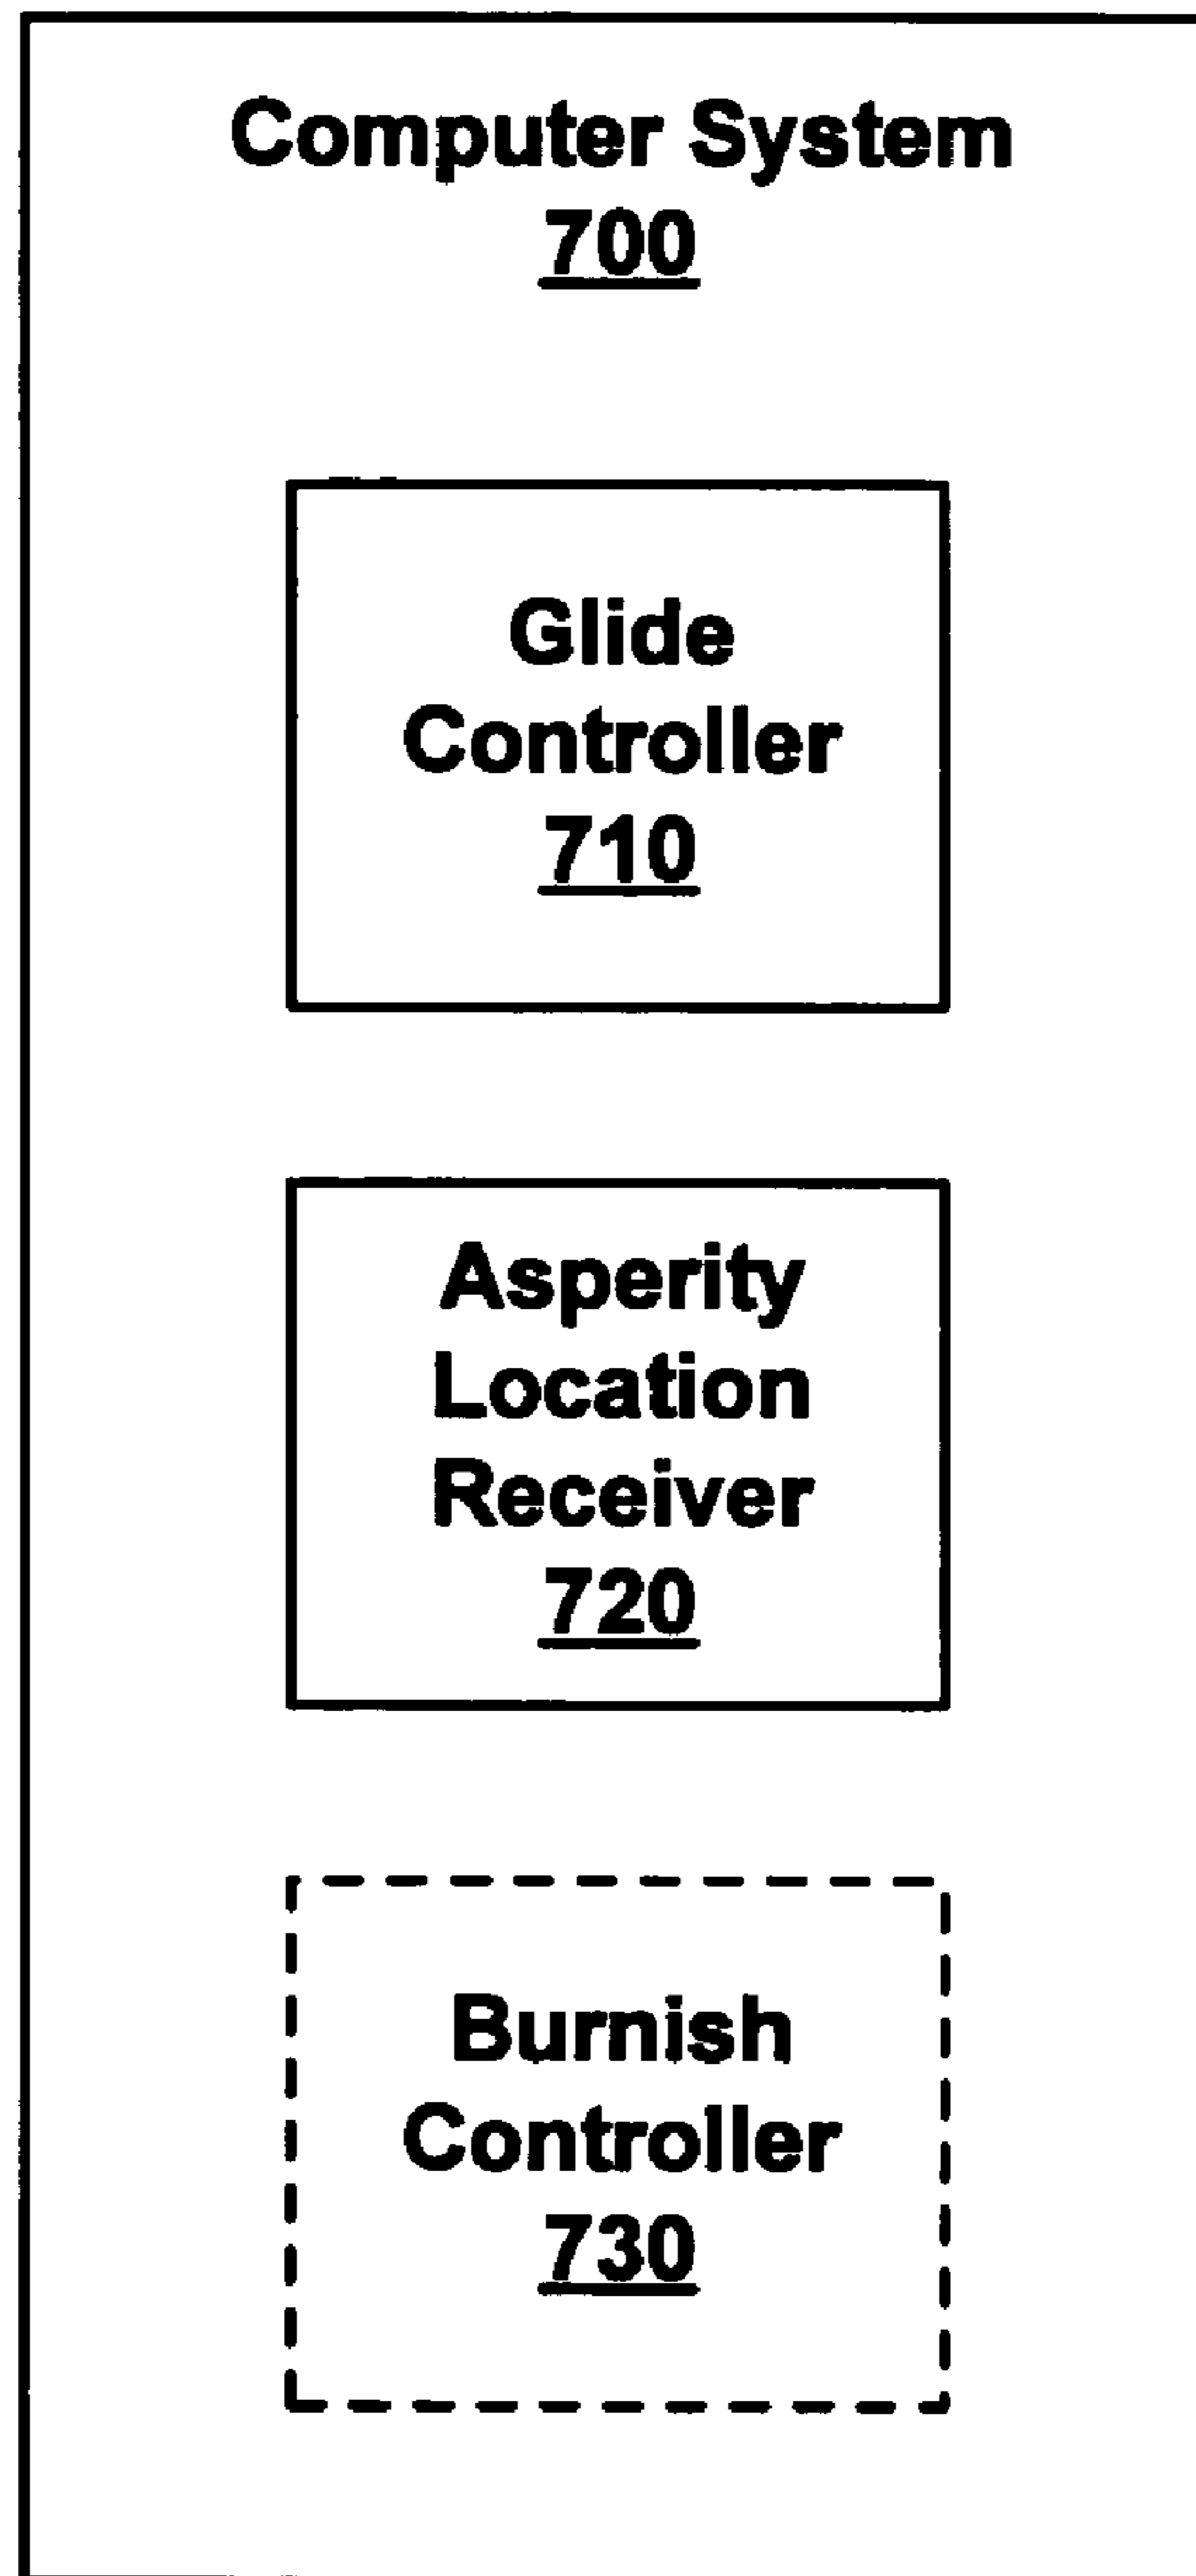 Computer System
700
Glide
Controller
710
Asperity
Location
Receiver
720
Burnish
Controller
730